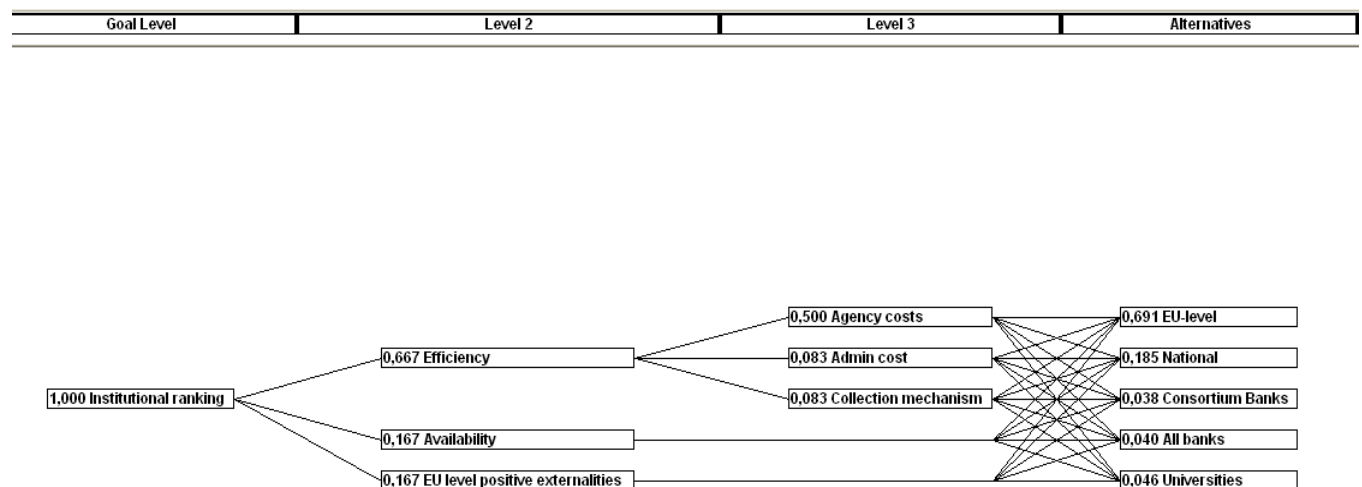 Goal Level
Level 2
Level 3
Alternatives
0,500 Agency costs
0,691 EU-level
0,667 Efficiency
0,083 Admin cost
0,185 National
1,000 Institutional ranking
0,083 Collection mechanism
0,038 Consortium Banks
0,167 Availability
0,040 All banks
0,167 EU level positive externalities
0,046 Universities